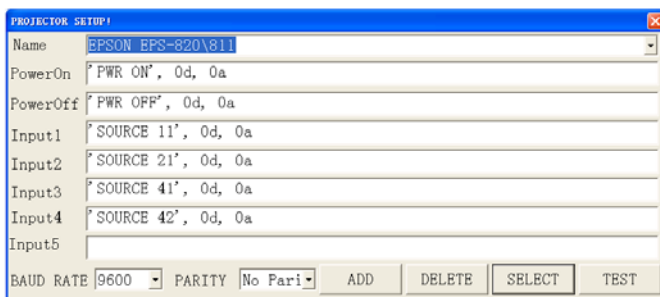 PROJECTOR SETUP!
Name EPSON EPS-820\811
PowerOn 'PWR ON', 0d, 0a
PowerOff 'PWR OFF', 0d, 0a
Input1 'SOURCE 11', 0d, 0a
Input2 'SOURCE 21', 0d, 0a
Input3 'SOURCE 41', 0d, 0a
Input4 'SOURCE 42', 0d, 0a
Input5
BAUD RATE 9600 PARITY No Pari ADD DELETE SELECT TEST